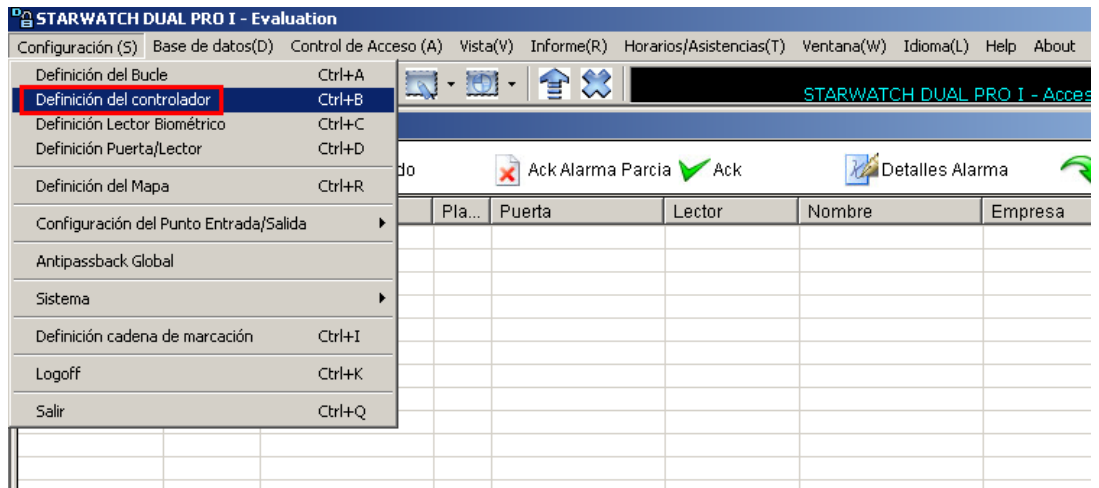 STARWATCH DUAL PRO I - Evaluation
Configuración (S) Base de datos(D) Control de Acceso (A) Vista(V) Informe(R) Horarios/Asistencias(T) Ventana(W) Idioma(L) Help About
Definición del Bucle Ctrl+A
STARWATCH DUAL PRO I - Acces
Definición del controlador Ctrl+B
Definición Lector Biométrico Ctrl+C
Definición Puerta/Lector Ctrl+D
do Ack Alarma Parcia Ack Detalles Alarma
Definición del Mapa Ctrl+R
Pla... Puerta Lector Nombre Empresa
Configuración del Punto Entrada/Salida
Antipassback Global
Sistema
Definición cadena de marcación Ctrl+I
Logoff Ctrl+K
Salir Ctrl+Q